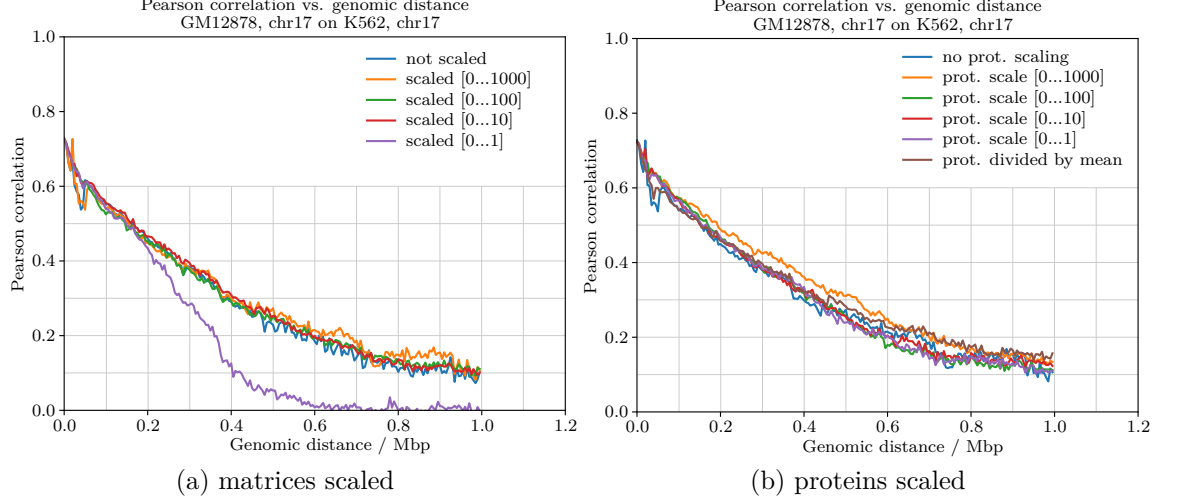 Pearson correlation vs. genomic distance
GM12878, chr17 on K562, chr17
1.0
0.8
0.6
0.4
0.2
0.0
Pearson correlation
not scaled
scaled [0...1000]
scaled [0...100]
scaled [0...10]
scaled [0...1]
0.0 0.2 0.4 0.6 0.8 1.0 1.2
Genomic distance / Mbp
(a) matrices scaled
Pearson correlation vs. genomic distance
GM12878, chr17 on K562, chr17
1.0
0.8
0.6
0.4
0.2
0.0
Pearson correlation
no prot. scaling
prot. scale [0...1000]
prot. scale [0...100]
prot. scale [0...10]
prot. scale [0...1]
prot. divided by mean
0.0 0.2 0.4 0.6 0.8 1.0 1.2
Genomic distance / Mbp
(b) proteins scaled